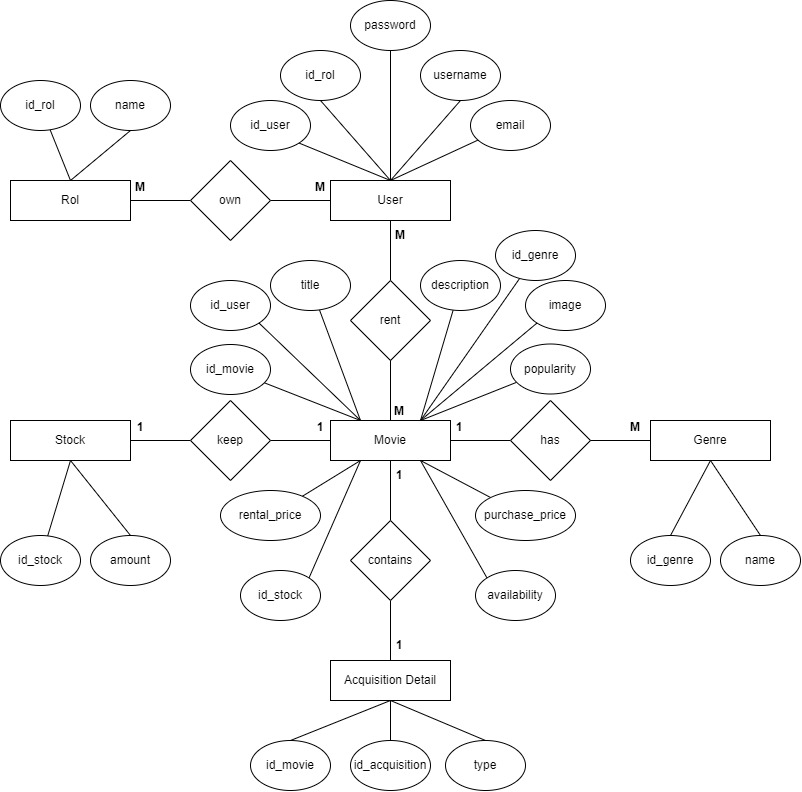 password
id_rol
username
id_rol
name
id_user
email
Rol
M
own
M
User
M
id_genre
title
description
id_user
image
rent
id_movie
popularity
M
Stock
1
keep
1
Movie
1
has
M
Genre
1
rental_price
purchase_price
id_stock
amount
contains
id_genre
name
id_stock
availability
1
Acquisition Detail
id_movie
id_acquisition
type